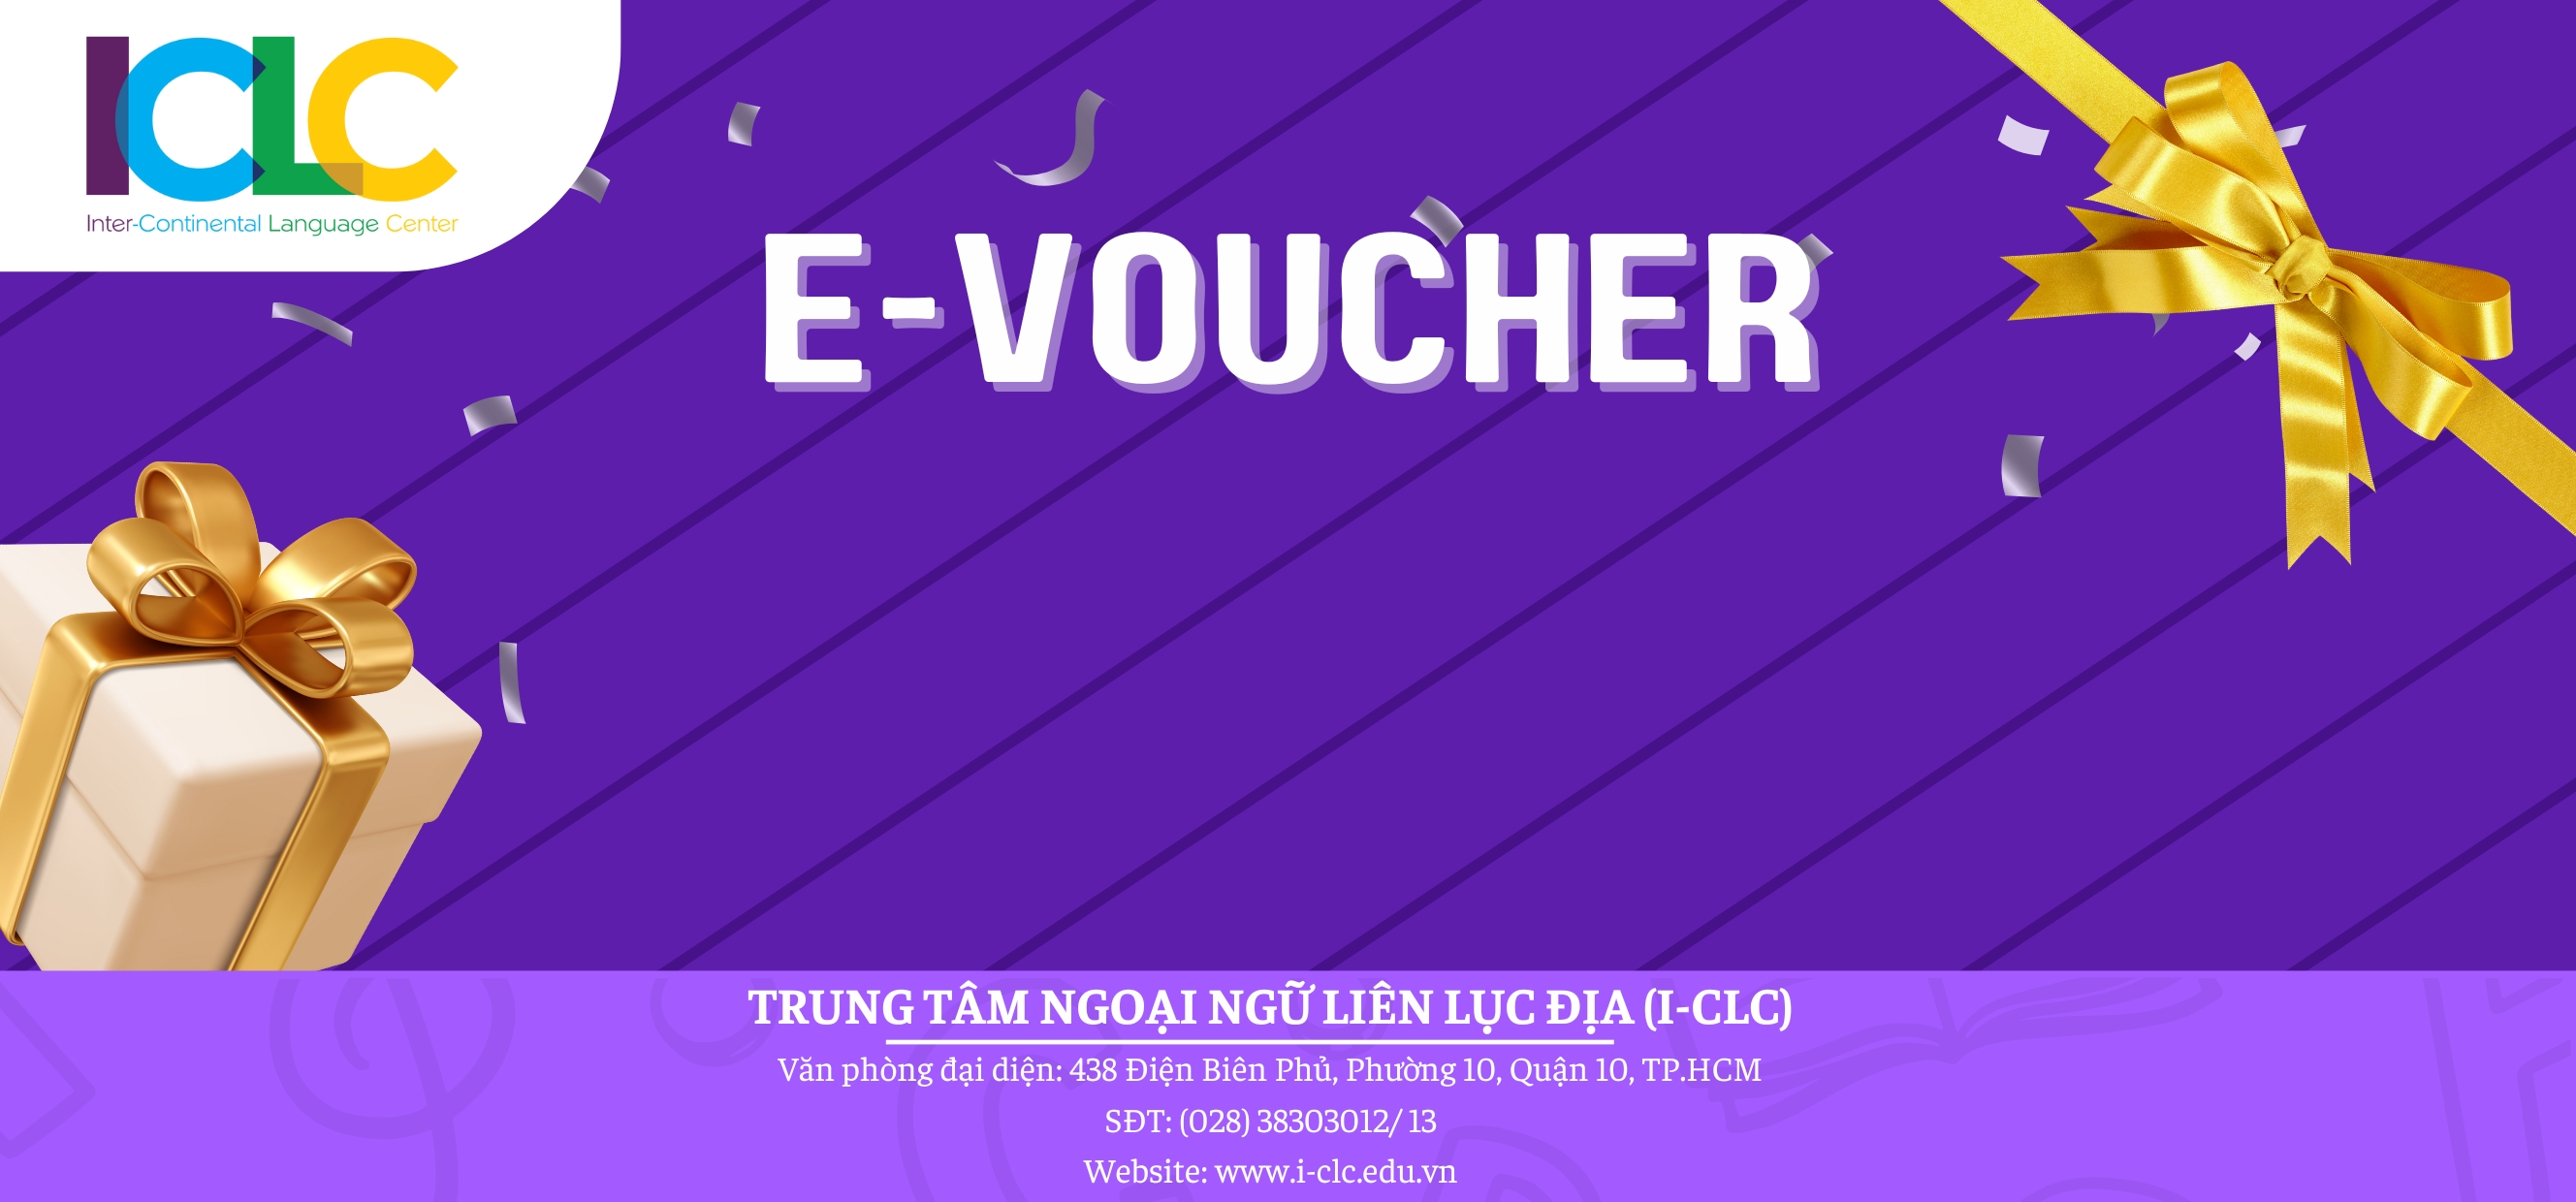 ICLC
Inter-Continental Language Center
E-VOUCHER
TRUNG TÂM NGOẠI NGỮ LIÊN LỤC ĐỊA (I-CLC)
Văn phòng đại diện: 438 Điện Biên Phủ, Phường 10, Quận 10, TP.HCM
SĐT: (028) 38303012/ 13
Website: www.i-clc.edu.vn